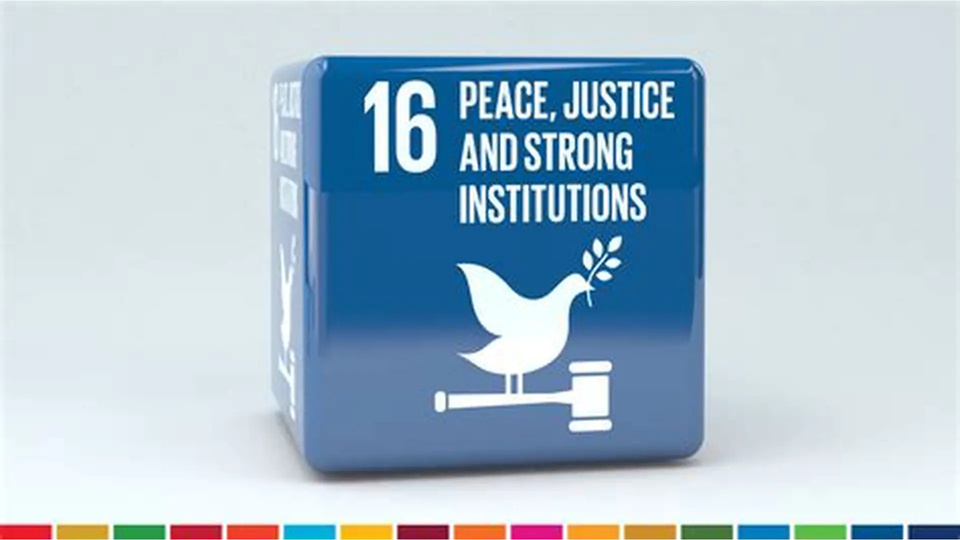 16 PEACE, JUSTICE
AND STRONG
INSTITUTIONS